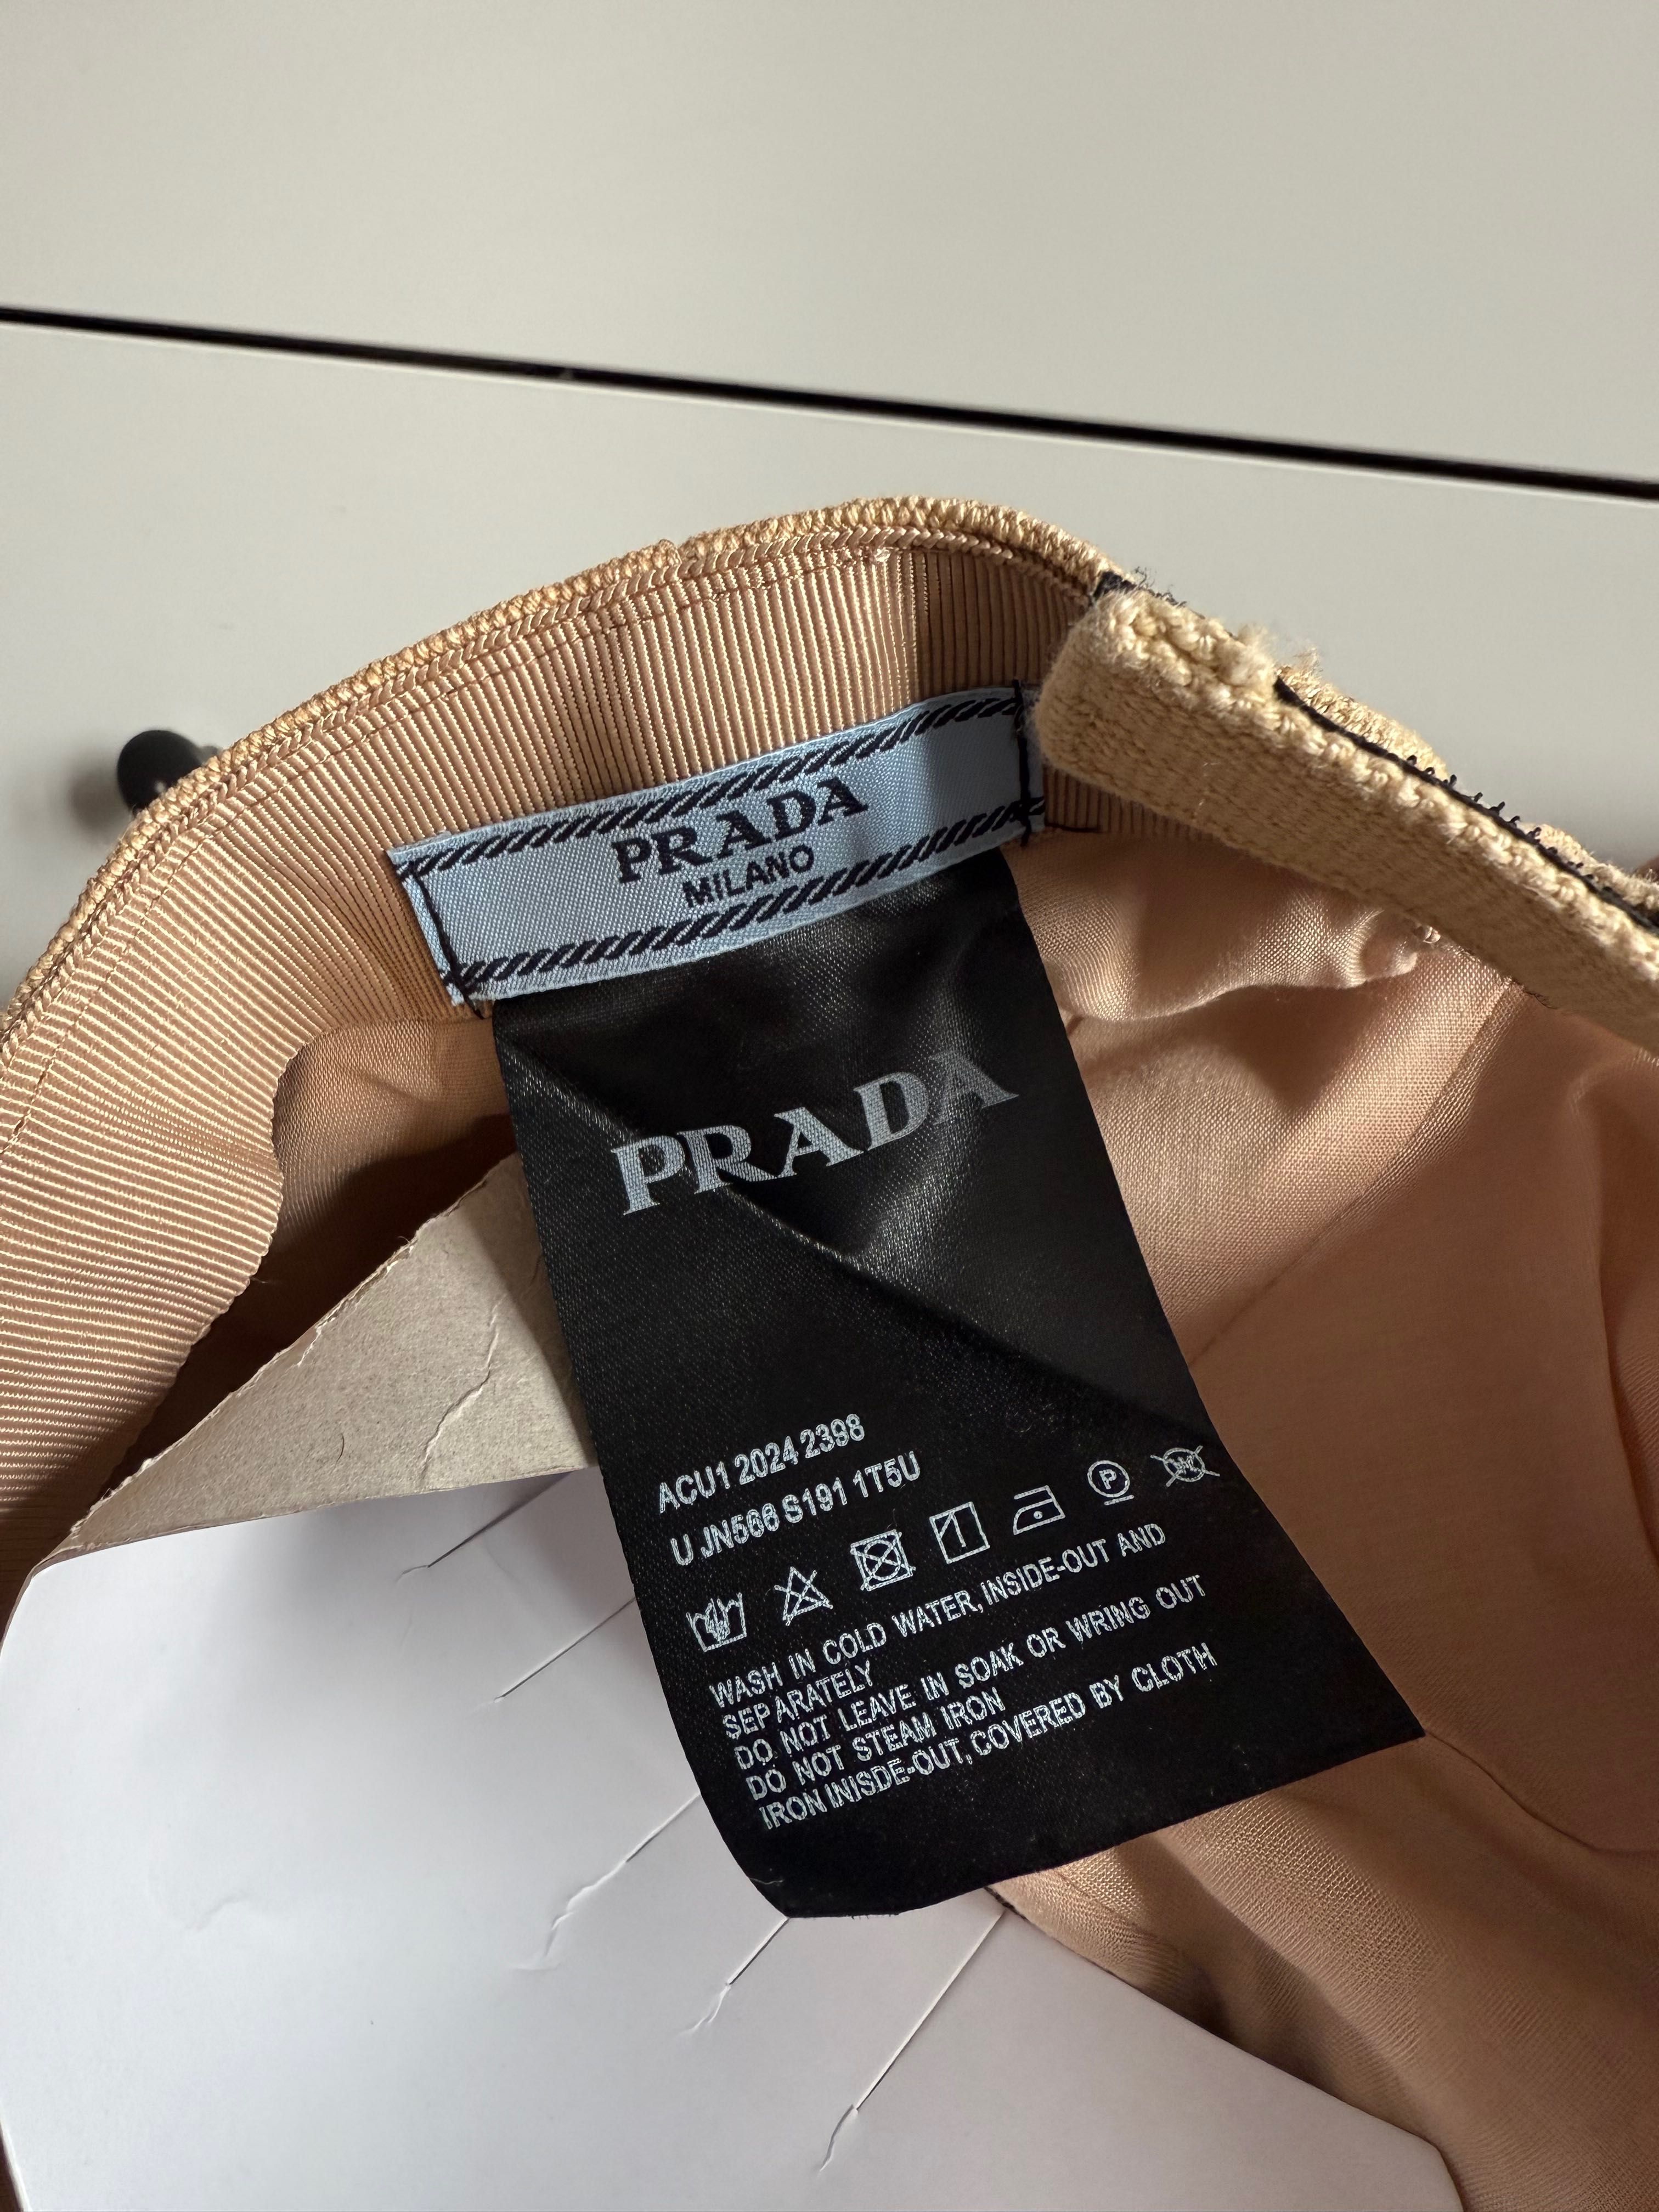 PRADA
MILANO
PRADA
ACU1 2024 2398
U JN566 S191 1T5U
P
WASH IN COLD WATER, INSIDE-OUT AND
SEPARATELY
DO NOT LEAVE IN SOAK OR WRING OUT
DO NOT STEAM IRON
IRON INISDE-OUT, COVERED BY CLOTH